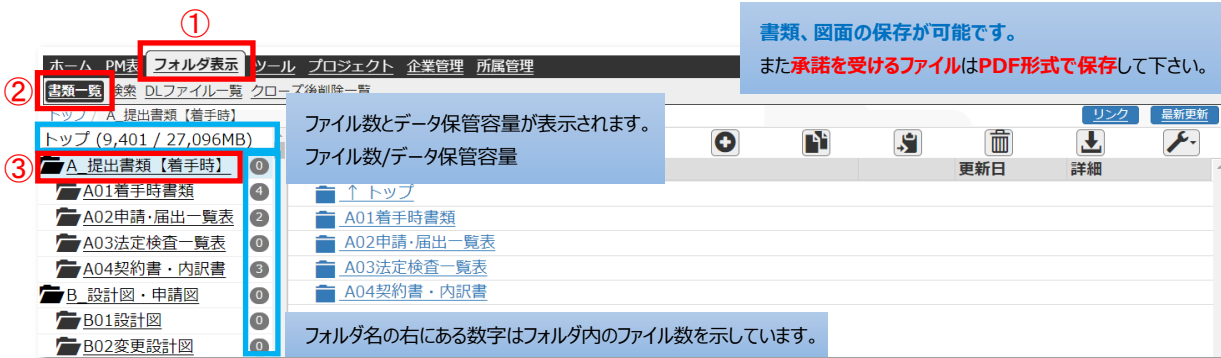 ①
書類、図面の保存が可能です。
また承諾を受けるファイルはPDF形式で保存して下さい。
ホーム PM表 フォルダ表示 ツール プロジェクト 企業管理 所属管理
②
書類一覧 検索 DLファイル一覧 クローズ後削除一覧
トップ / A_提出書類【着手時】
リンク 最新更新
トップ (9,401 / 27,096MB)
ファイル数とデータ保管容量が表示されます。
ファイル数/データ保管容量
更新日 詳細
③
A_提出書類【着手時】 0
A01着手時書類 4
A02申請・届出一覧表 2
A03法定検査一覧表 0
A04契約書・内訳書 3
B_設計図・申請図 0
B01設計図 0
B02変更設計図 0
↑ トップ
A01着手時書類
A02申請・届出一覧表
A03法定検査一覧表
A04契約書・内訳書
フォルダ名の右にある数字はフォルダ内のファイル数を示しています。